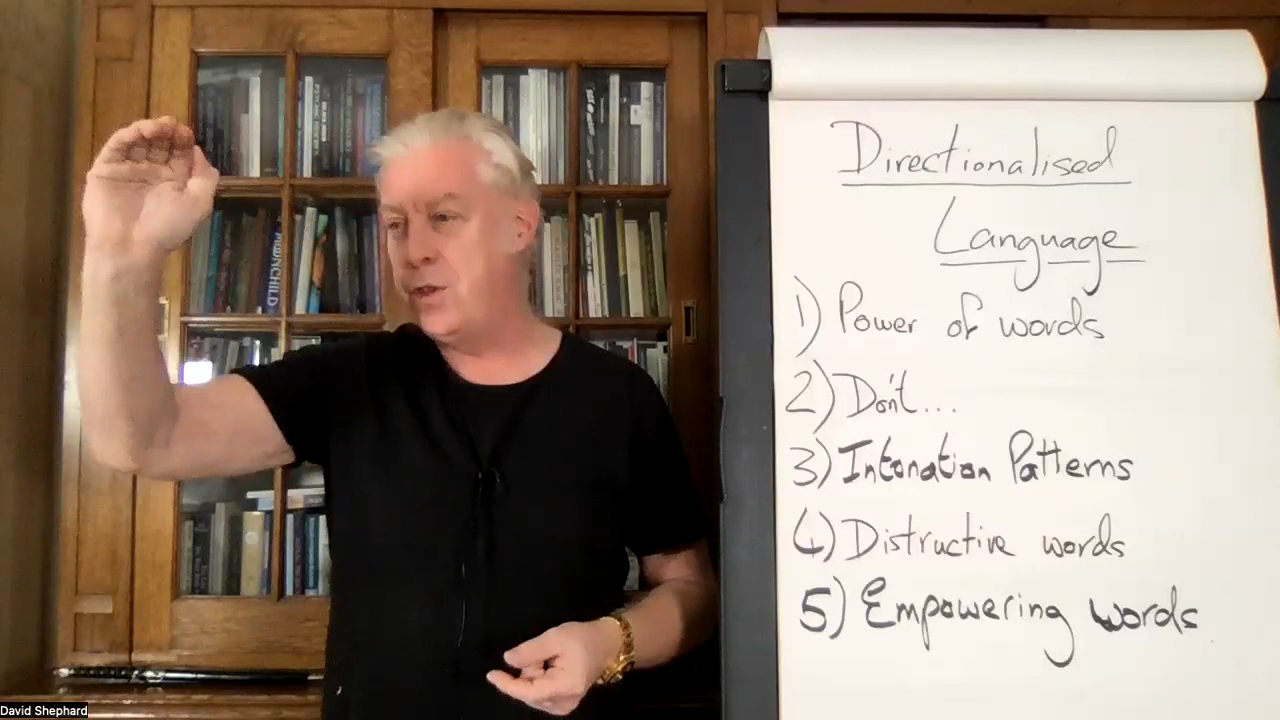 MOONCHILD
Directionalised
Language
1) Power of words
2) Don't...
3) Intonation Patterns
4) Distructive words
5) Empowering words
David Shephard